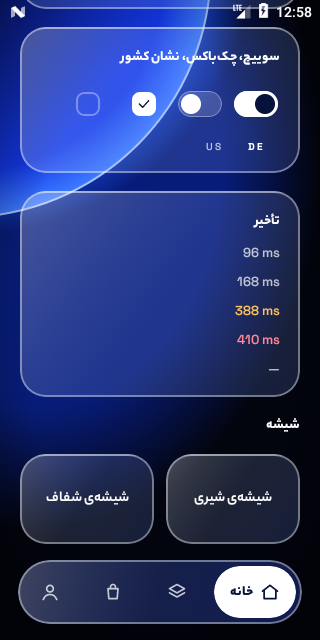 12:58
LTE
سوییچ، چک‌باکس، نشان کشور
DE US
تأخیر
96 ms
168 ms
388 ms
410 ms
—
شیشه
شیشه‌ی شیری
شیشه‌ی شفاف
خانه